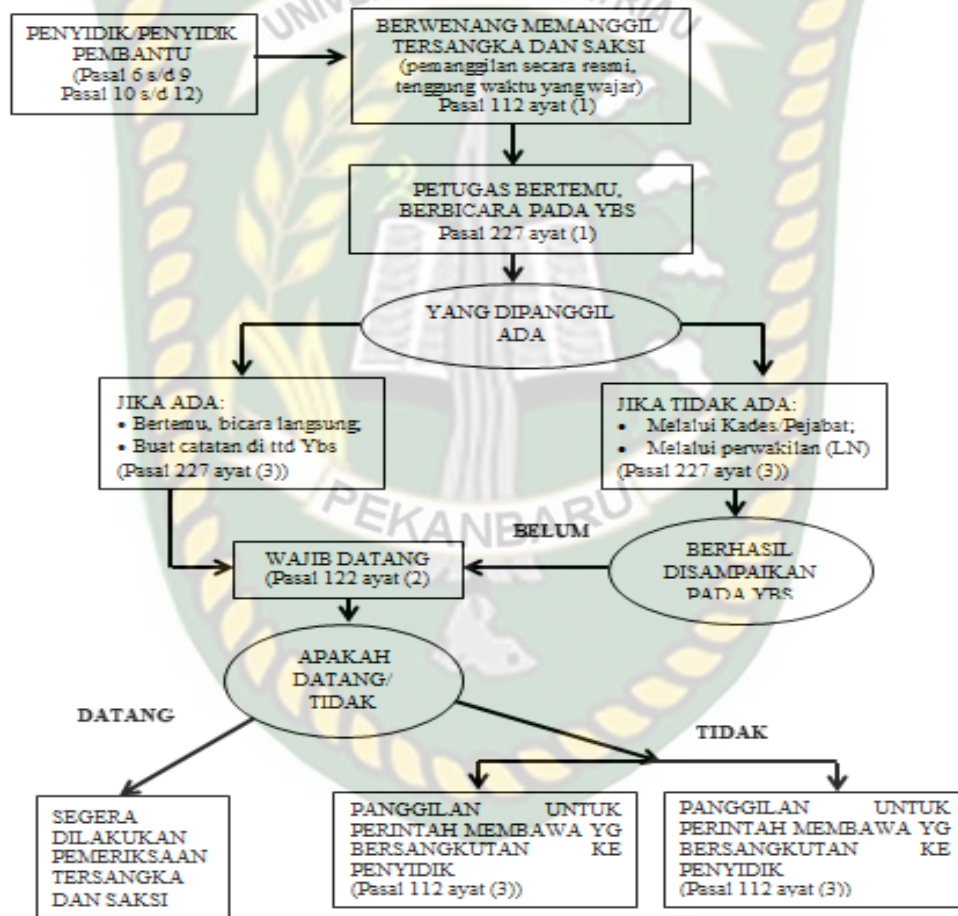 UNIVER
RIAU
PENYIDIK/PENYIDIK
PEMBANTU
(Pasal 6 s/d 9
Pasal 10 s/d 12)
BERWENANG MEMANGGIL
TERSANGKA DAN SAKSI
(pemanggilan secara resmi,
tenggung waktu yang wajar)
Pasal 112 ayat (1)
PETUGAS BERTEMU,
BERBICARA PADA YBS
Pasal 227 ayat (1)
YANG DIPANGGIL
ADA
JIKA ADA:
• Bertemu, bicara langsung;
• Buat catatan di ttd Ybs
(Pasal 227 ayat (3))
JIKA TIDAK ADA:
• Melalui Kades/Pejabat;
• Melalui perwakilan (LN)
(Pasal 227 ayat (3))
PEKANBARU
BELUM
WAJIB DATANG
(Pasal 122 ayat (2)
BERHASIL
DISAMPAIKAN
PADA YBS
APAKAH
DATANG/
TIDAK
DATANG
TIDAK
SEGERA
DILAKUKAN
PEMERIKSAAN
TERSANGKA
DAN SAKSI
PANGGILAN UNTUK
PERINTAH MEMBAWA YG
BERSANGKUTAN KE
PENYIDIK
(Pasal 112 ayat (3))
PANGGILAN UNTUK
PERINTAH MEMBAWA YG
BERSANGKUTAN KE
PENYIDIK
(Pasal 112 ayat (3))